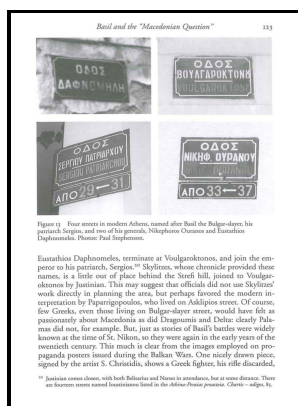 Basil and the "Macedonian Question" 123
ΟΔΟΣ
ΔΑΦΝΟΜΗΛΗ
ΟΔΟΣ
ΒΟΥΛΓΑΡΟΚΤΟΝΟΥ
VOULGAROKTONOU
ΟΔΟΣ
ΣΕΡΓΙΟΥ ΠΑΤΡΙΑΡΧΟΥ
SERGIOU PATRIARCHOU
ΑΠΟ 29 31
ΟΔΟΣ
ΝΙΚΗΦ. ΟΥΡΑΝΟΥ
ΑΠΟ 33 37
Figure 13 Four streets in modern Athens, named after Basil the Bulgar-slayer, his
patriarch Sergios, and two of his generals, Nikephoros Ouranos and Eustathios
Daphnomeles. Photos: Paul Stephenson.
Eustathios Daphnomeles, terminate at Voulgaroktonos, and join the em-
peror to his patriarch, Sergios. Skylitzes, whose chronicle provided these
names, is a little out of place behind the Strefi hill, joined to Voulgar-
oktonos by Justinian. This may suggest that officials did not use Skylitzes'
work directly in planning the area, but perhaps favored the modern in-
terpretation by Paparrigopoulos, who lived on Asklipios street. Of course,
few Greeks, even those living on Bulgar-slayer street, would have felt as
passionately about Macedonia as did Dragoumis and Delta: clearly Pala-
mas did not, for example. But, just as stories of Basil's battles were widely
known at the time of St. Nikon, so they were again in the early years of the
twentieth century. This much is clear from the images employed on pro-
paganda posters issued during the Balkan Wars. One nicely drawn piece,
signed by the artist S. Christidis, shows a Greek fighter, his rifle discarded,
Justinian comes closest, with both Belisarius and Narses in attendance, but at some distance. There
are fourteen streets named Ioustinianou listed in the